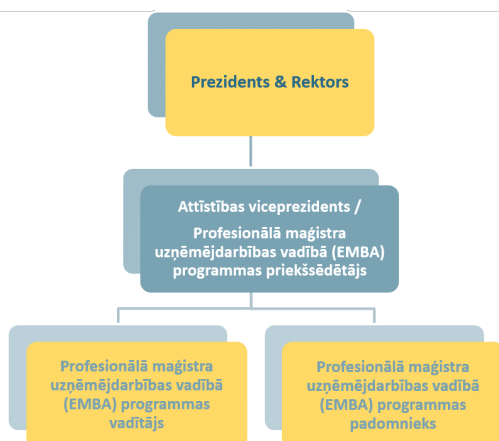 Prezidents & Rektors
Attīstības viceprezidents /
Profesionālā maģistra
uzņēmējdarbības vadībā (EMBA)
programmas priekšsēdētājs
Profesionālā maģistra
uzņēmējdarbības vadībā
(EMBA) programmas
vadītājs
Profesionālā maģistra
uzņēmējdarbības vadībā
(EMBA) programmas
padomnieks